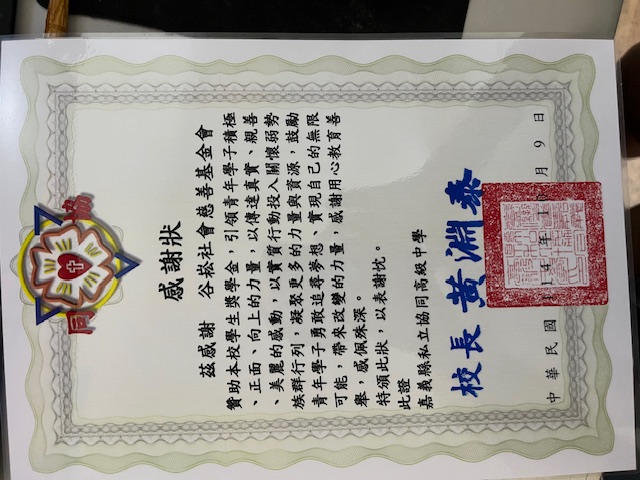 協同
感謝狀
茲感謝 谷崧社會慈善基金會
贊助本校學生獎學金，引領青年學子積極
、正面、向上的力量，以傳達真實、親善
、美麗的感動，以實質行動投入關懷弱勢
族群行列，凝聚更多的力量與資源，鼓勵
青年學子勇敢追尋夢想、實現自己的無限
可能，帶來改變的力量，感謝用心教育善
舉，感佩殊深。
特頒此狀，以表謝忱。
此證
嘉義縣私立協同高級中學
校長 黃淵泰
中華民國 114 年 月 9 日